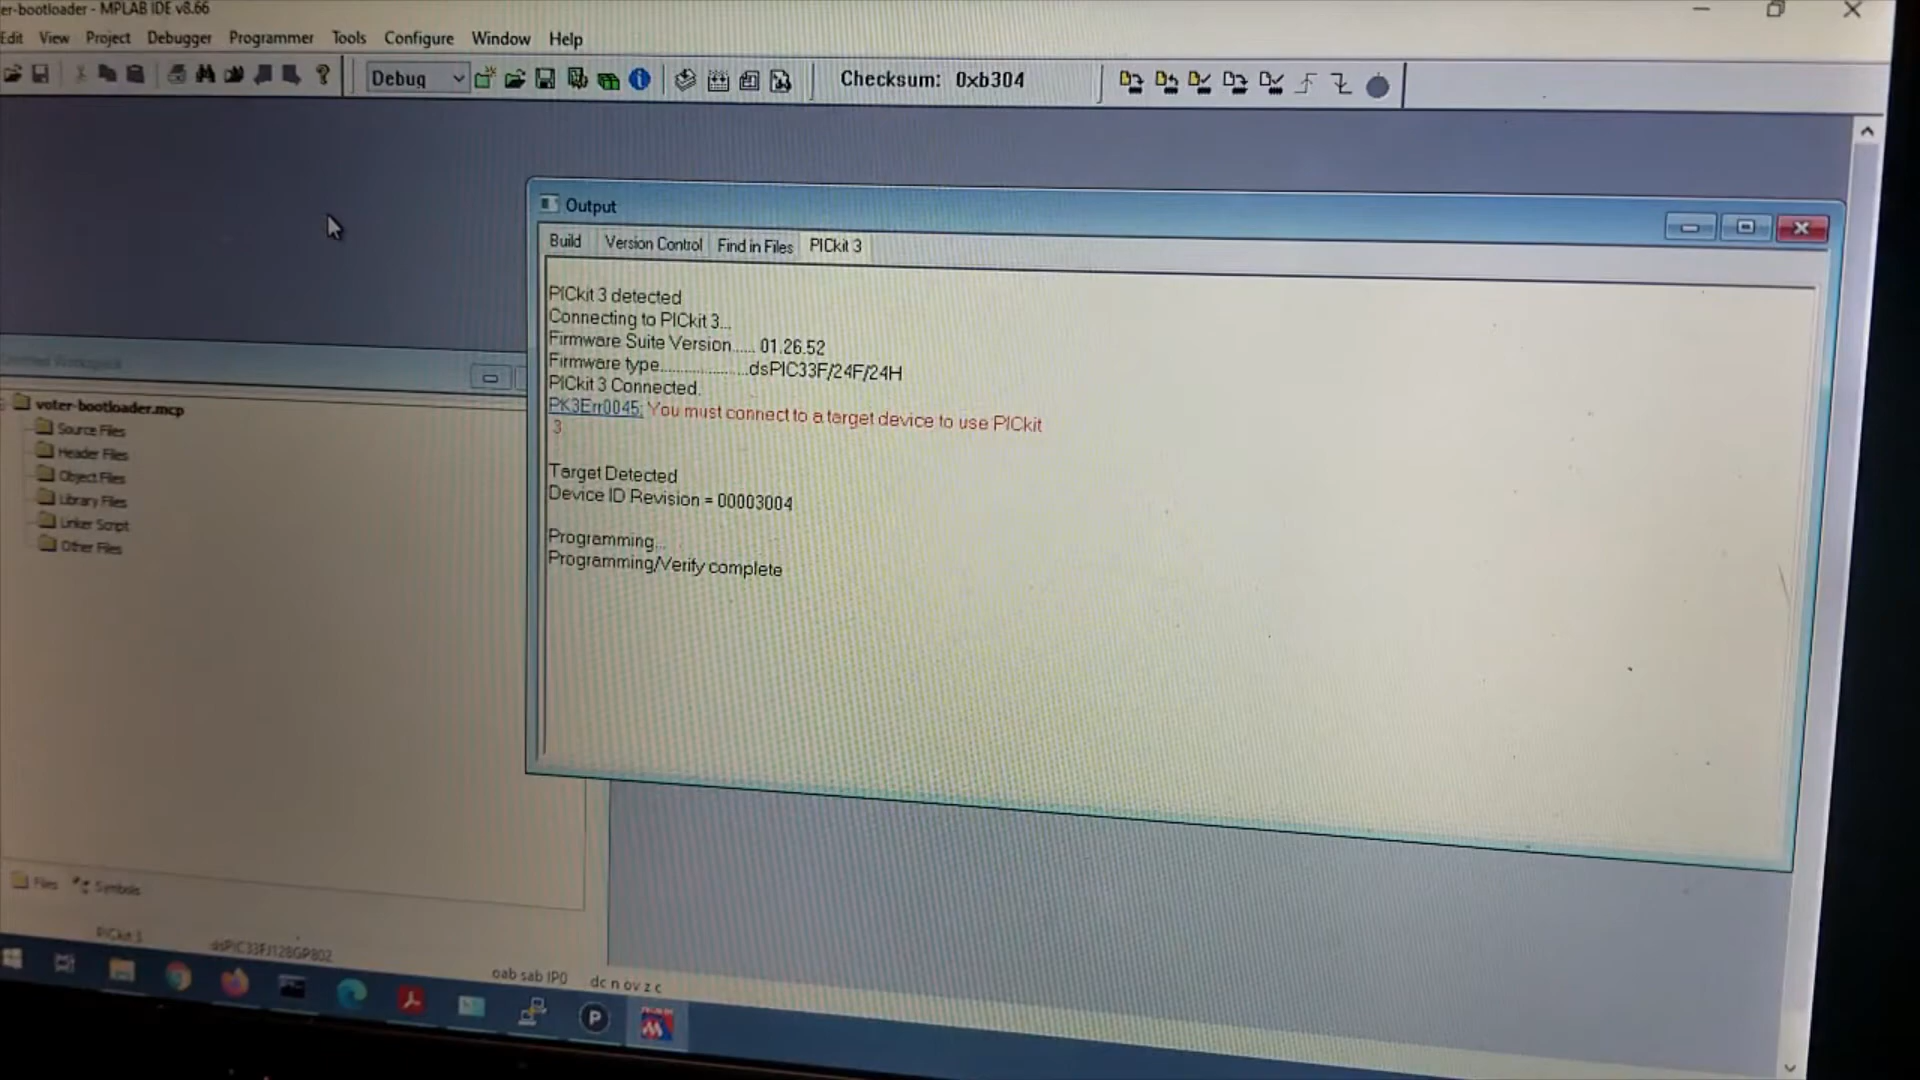 er-bootloader - MPLAB IDE v8.66
Edit View Project Debugger Programmer Tools Configure Window Help
Debug Checksum: 0xb304
Output
Build Version Control Find in Files PICkit 3
PICkit 3 detected
Connecting to PICkit 3...
Firmware Suite Version...... 01.26.52
Firmware type......................dsPIC33F/24F/24H
PICkit 3 Connected.
PK3Err0045: You must connect to a target device to use PICkit
3
Target Detected
Device ID Revision = 00003004
Programming...
Programming/Verify complete
voter-bootloader.mcp
Source Files
Header Files
Object Files
Library Files
Linker Script
Other Files
Files Symbols
PICkit 3 dsPIC33FJ128GP802 oab sab IP0 dc n ov z c
P